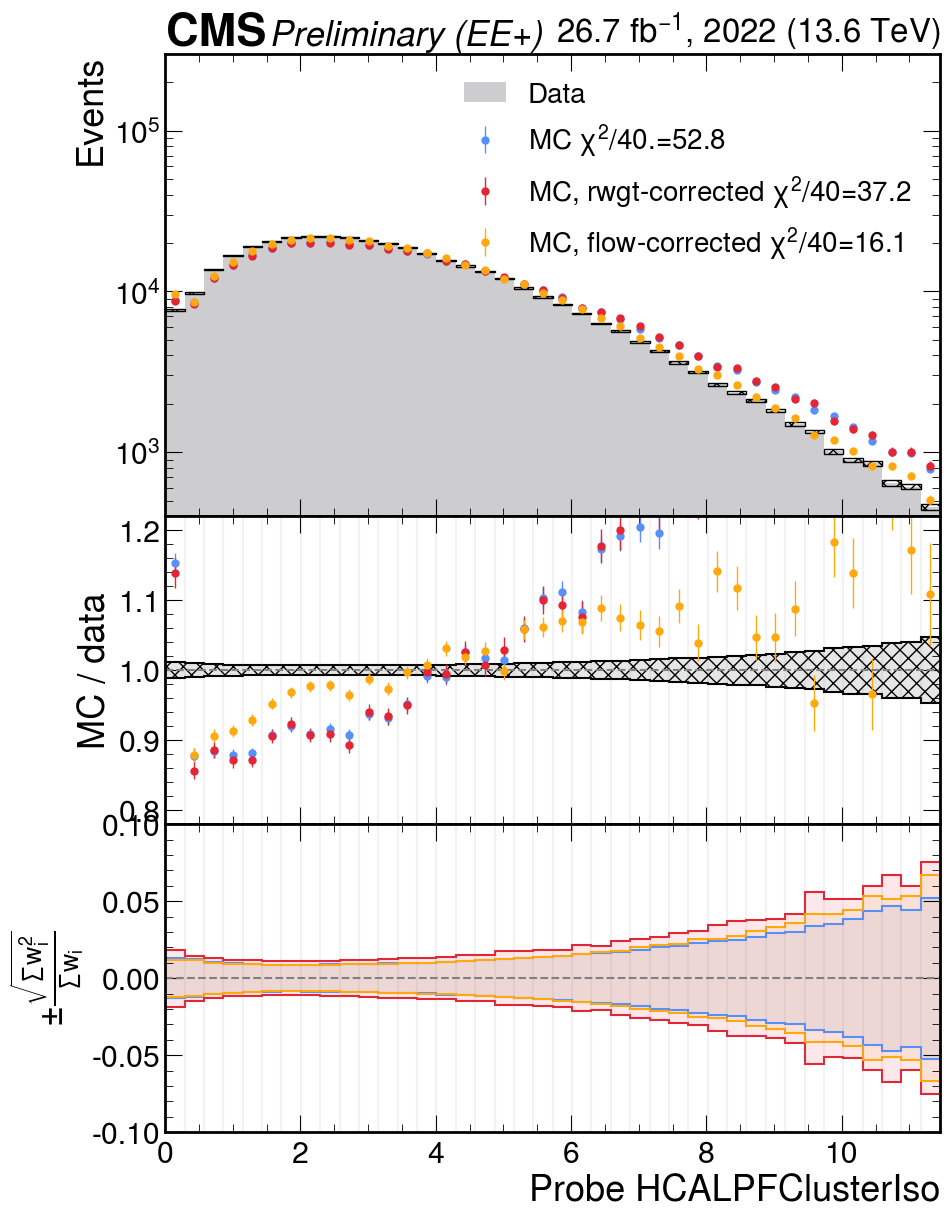 CMS Preliminary (EE+) 26.7 fb⁻¹, 2022 (13.6 TeV)
Events
10⁵
10⁴
10³
Data
MC χ²/40.=52.8
MC, rwgt-corrected χ²/40=37.2
MC, flow-corrected χ²/40=16.1
MC / data
1.2
1.1
1.0
0.9
0.8
±√Σwᵢ²/Σwᵢ
0.10
0.05
0.00
-0.05
-0.10
0 2 4 6 8 10
Probe HCALPFClusterIso